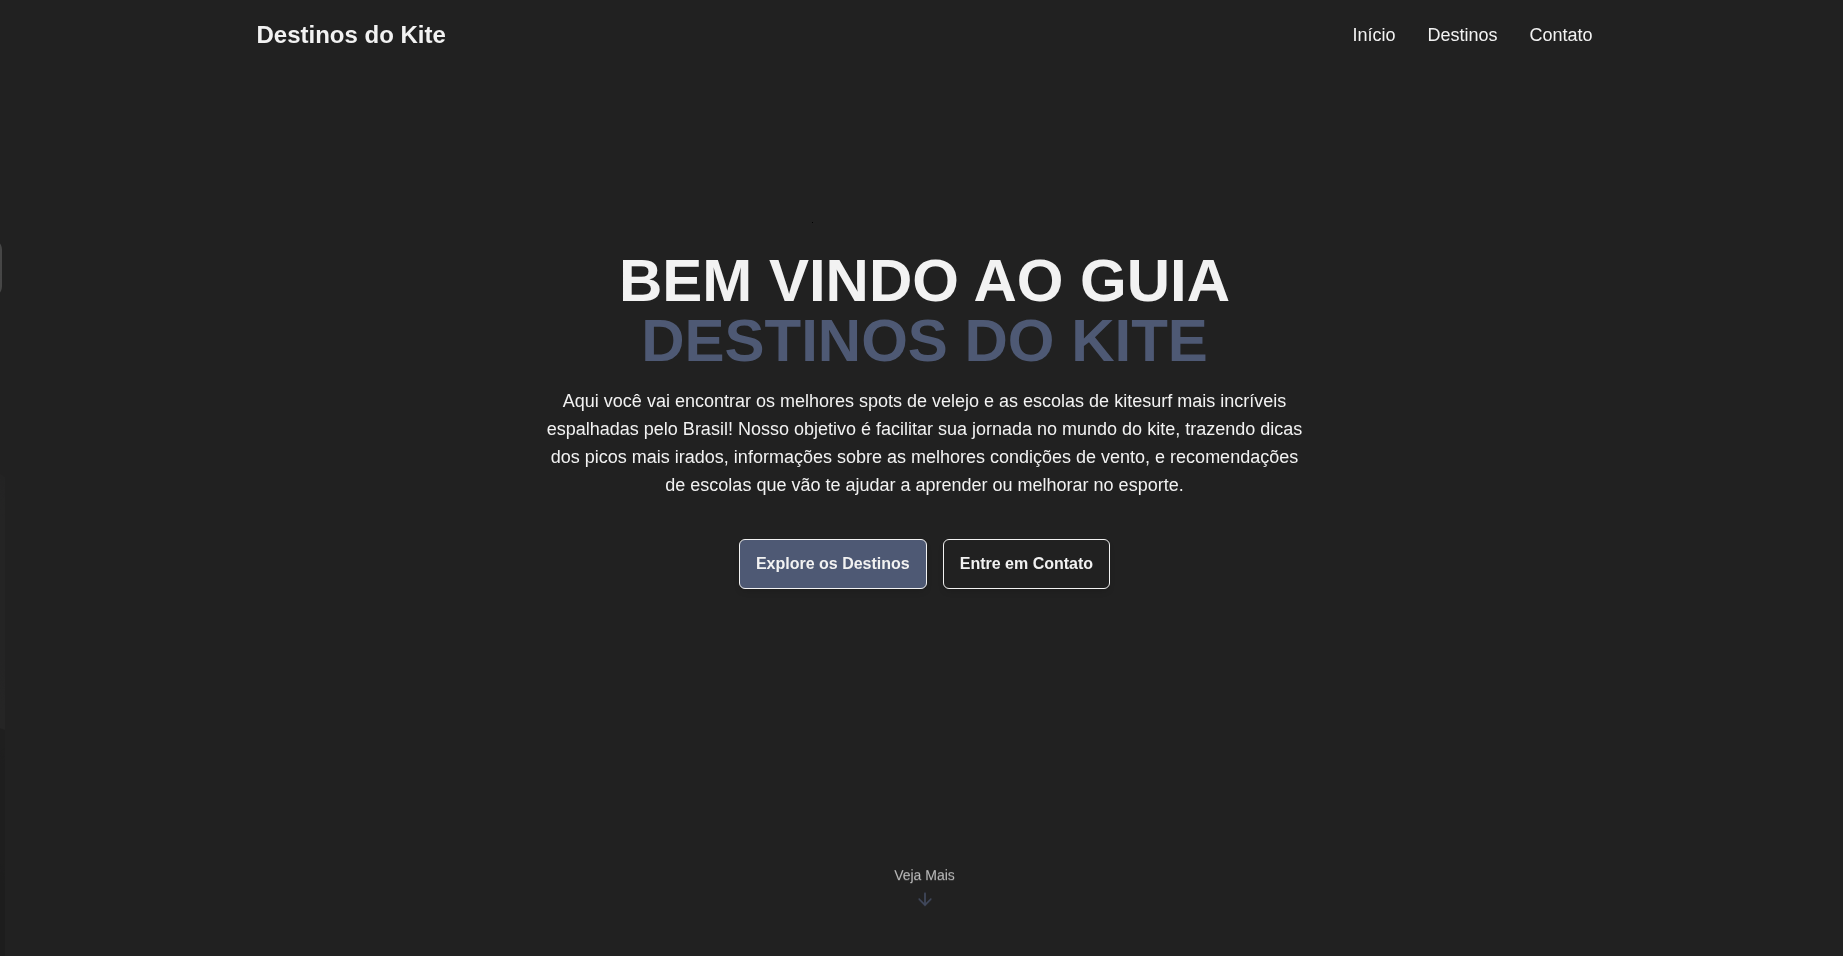 Destinos do Kite
Início Destinos Contato
BEM VINDO AO GUIA
DESTINOS DO KITE
Aqui você vai encontrar os melhores spots de velejo e as escolas de kitesurf mais incríveis
espalhadas pelo Brasil! Nosso objetivo é facilitar sua jornada no mundo do kite, trazendo dicas
dos picos mais irados, informações sobre as melhores condições de vento, e recomendações
de escolas que vão te ajudar a aprender ou melhorar no esporte.
Explore os Destinos
Entre em Contato
Veja Mais